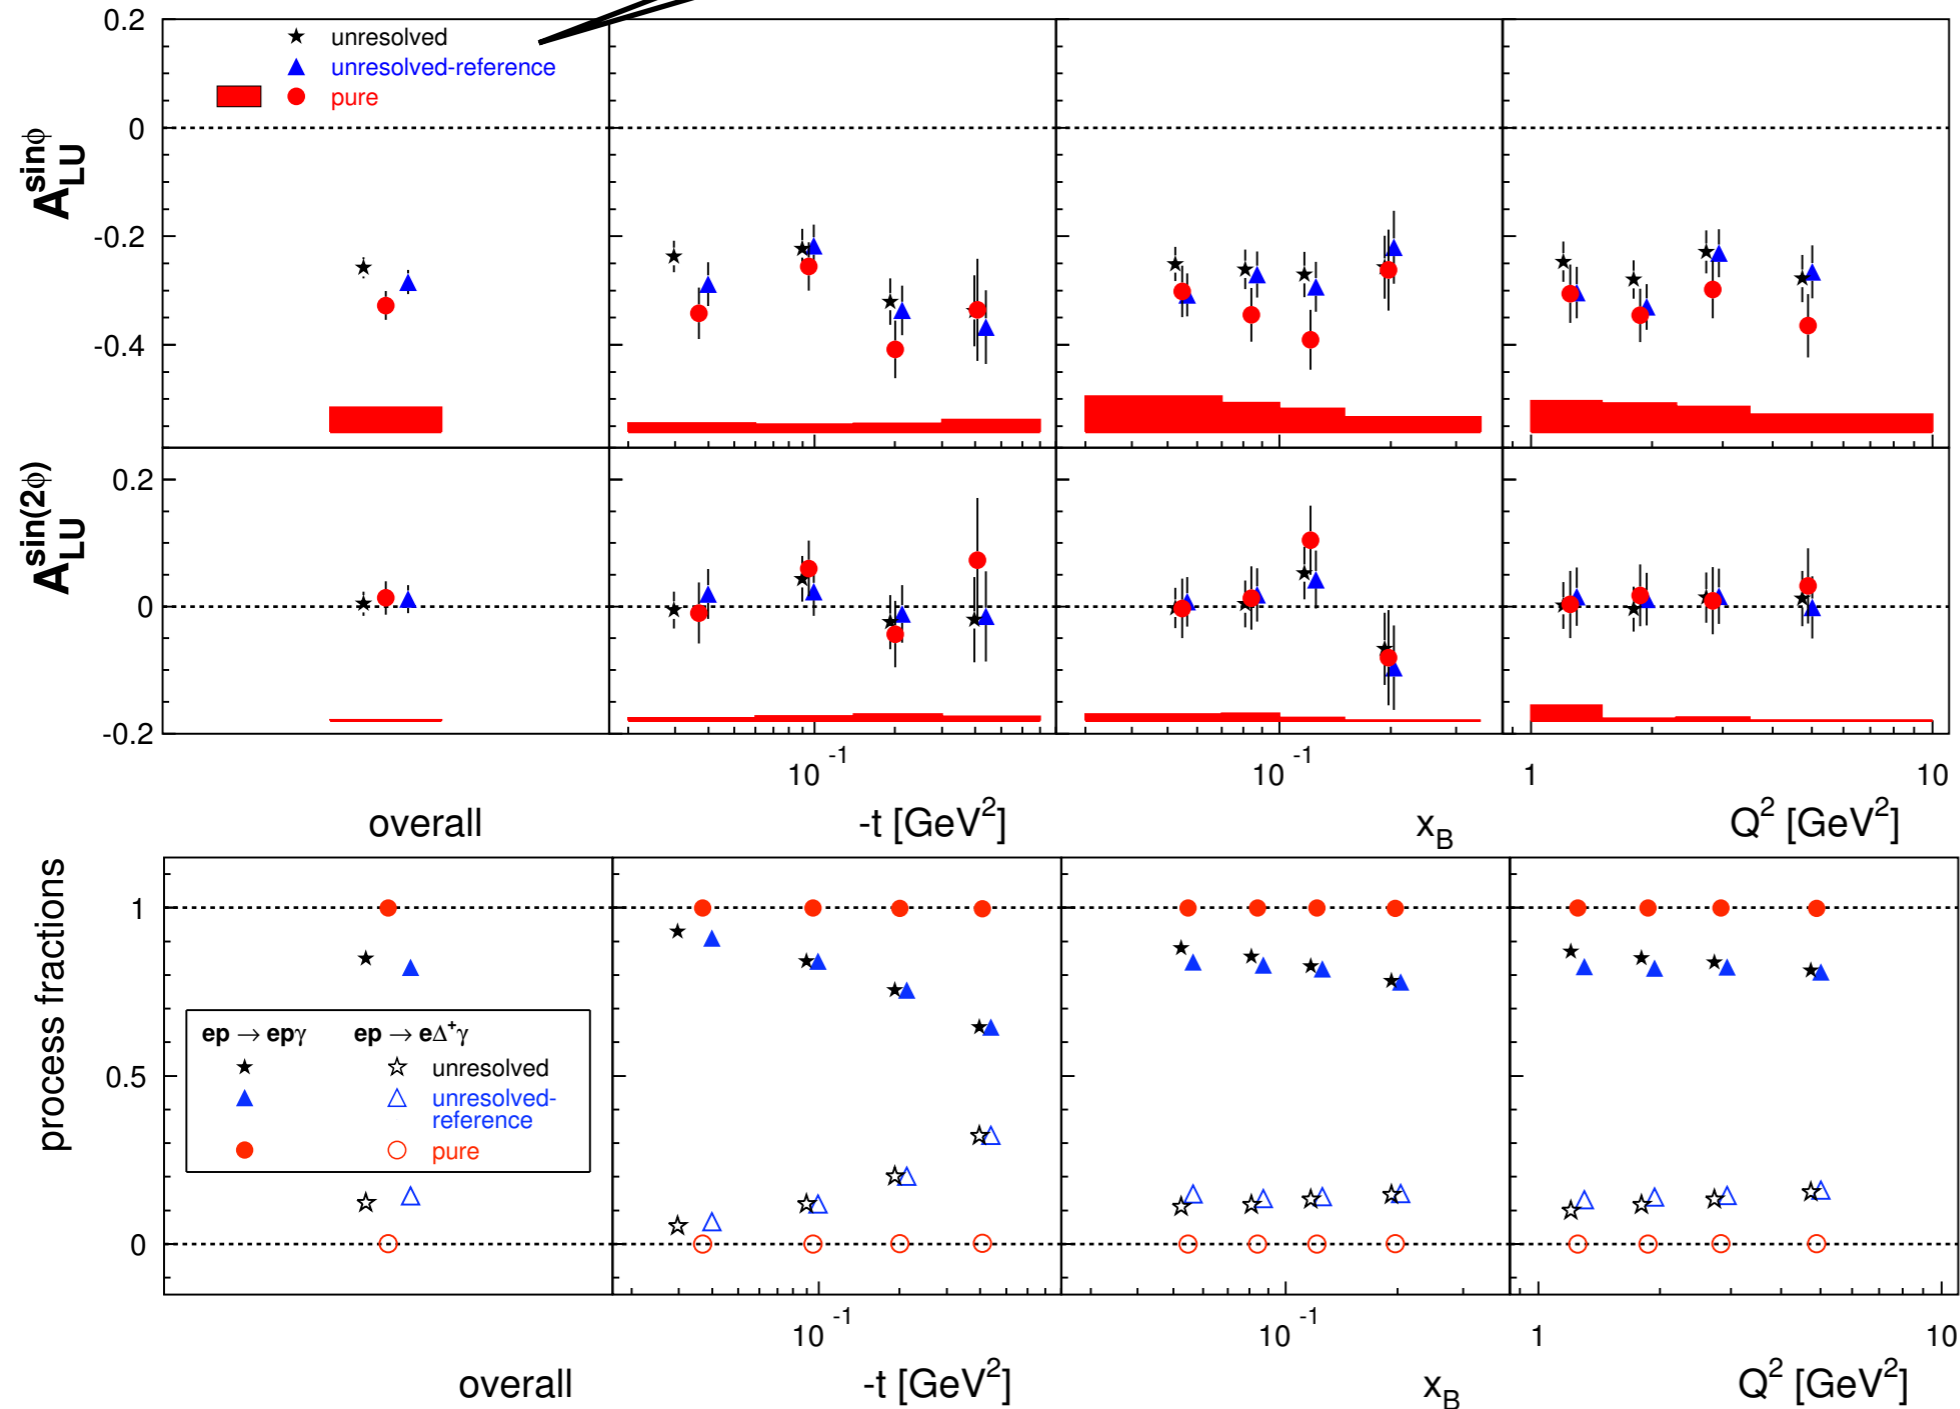 0.2
unresolved
unresolved-reference
pure
0
-0.2
-0.4
A_LU^sinϕ
0.2
0
-0.2
A_LU^sin(2ϕ)
10^-1
10^-1
1
10
overall
-t [GeV^2]
x_B
Q^2 [GeV^2]
process fractions
1
0.5
0
ep → epγ ep → eΔ^+γ
unresolved
unresolved-
reference
pure
10^-1
10^-1
1
10
overall
-t [GeV^2]
x_B
Q^2 [GeV^2]